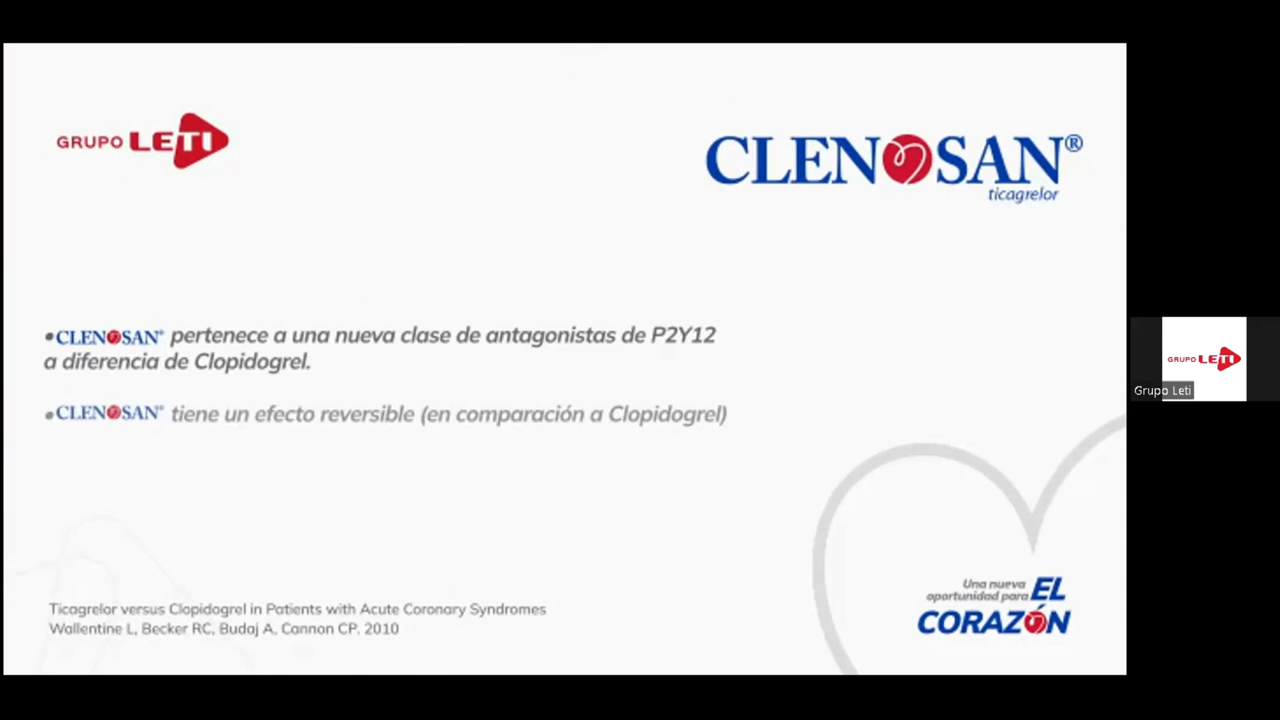 GRUPO LETI
CLENOSAN®
ticagrelor
•CLENOSAN® pertenece a una nueva clase de antagonistas de P2Y12
a diferencia de Clopidogrel.
•CLENOSAN® tiene un efecto reversible (en comparación a Clopidogrel)
GRUPO LETI
Grupo Leti
Ticagrelor versus Clopidogrel in Patients with Acute Coronary Syndromes
Wallentine L, Becker RC, Budaj A, Cannon CP. 2010
Una nueva
oportunidad para EL
CORAZÓN